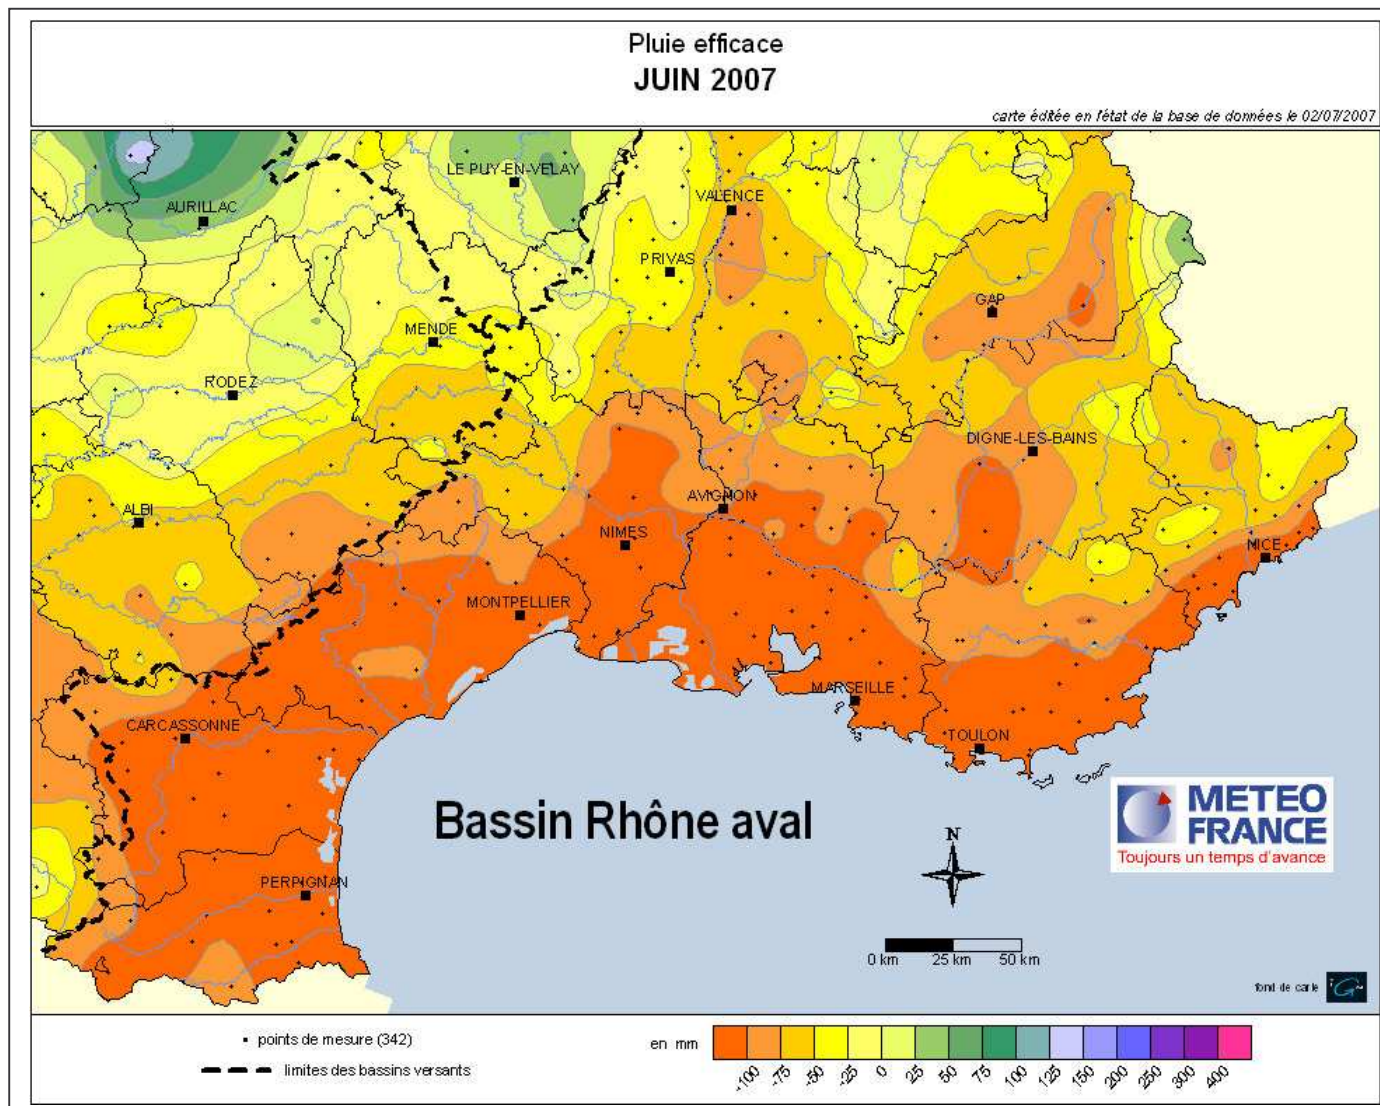 Pluie efficace
JUIN 2007
carte éditée en l'état de la base de données le 02/07/2007
LE PUY-EN-VELAY
AURILLAC
VALENCE
PRIVAS
GAP
MENDE
RODEZ
DIGNE-LES-BAINS
AVIGNON
ALBI
NIMES
NICE
MONTPELLIER
MARSEILLE
CARCASSONNE
TOULON
METEO
FRANCE
Toujours un temps d'avance
Bassin Rhône aval
N
PERPIGNAN
0 km 25 km 50 km
fond de carte
points de mesure (342)
limites des bassins versants
en mm
-100 -75 -50 -25 0 25 50 75 100 125 150 200 250 300 400